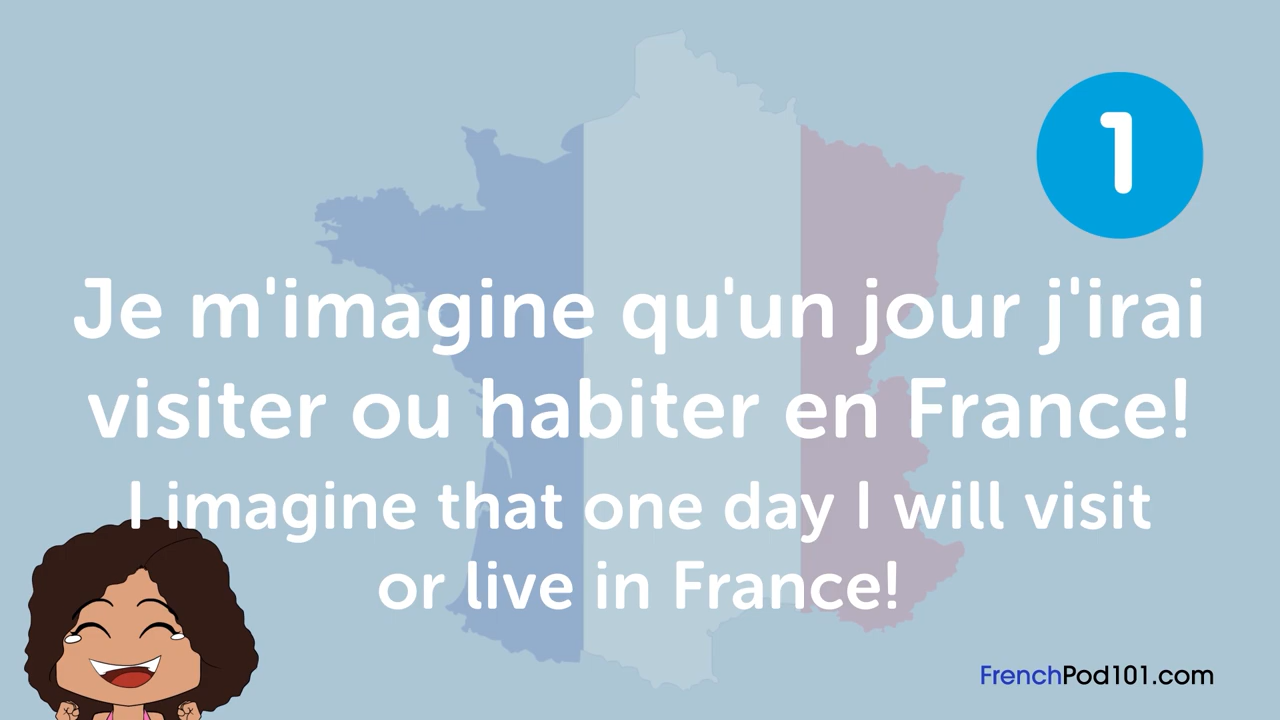 1
Je m'imagine qu'un jour j'irai
visiter ou habiter en France!
I imagine that one day I will visit
or live in France!
FrenchPod101.com